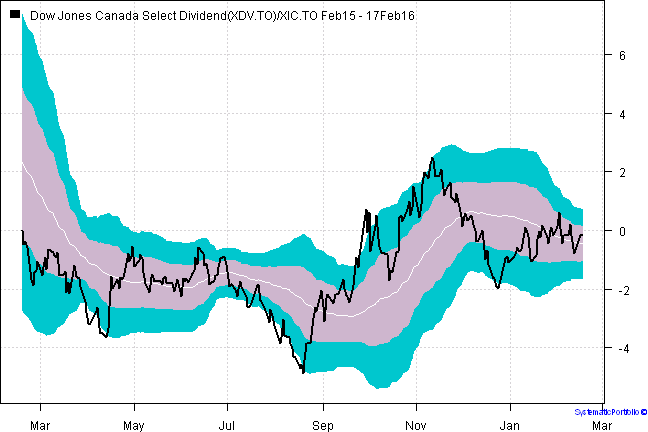 Dow Jones Canada Select Dividend(XDV.TO)/XIC.TO Feb15 - 17Feb16
6
4
2
0
-2
-4
Mar May Jul Sep Nov Jan Mar
SystematicPortfolio ©